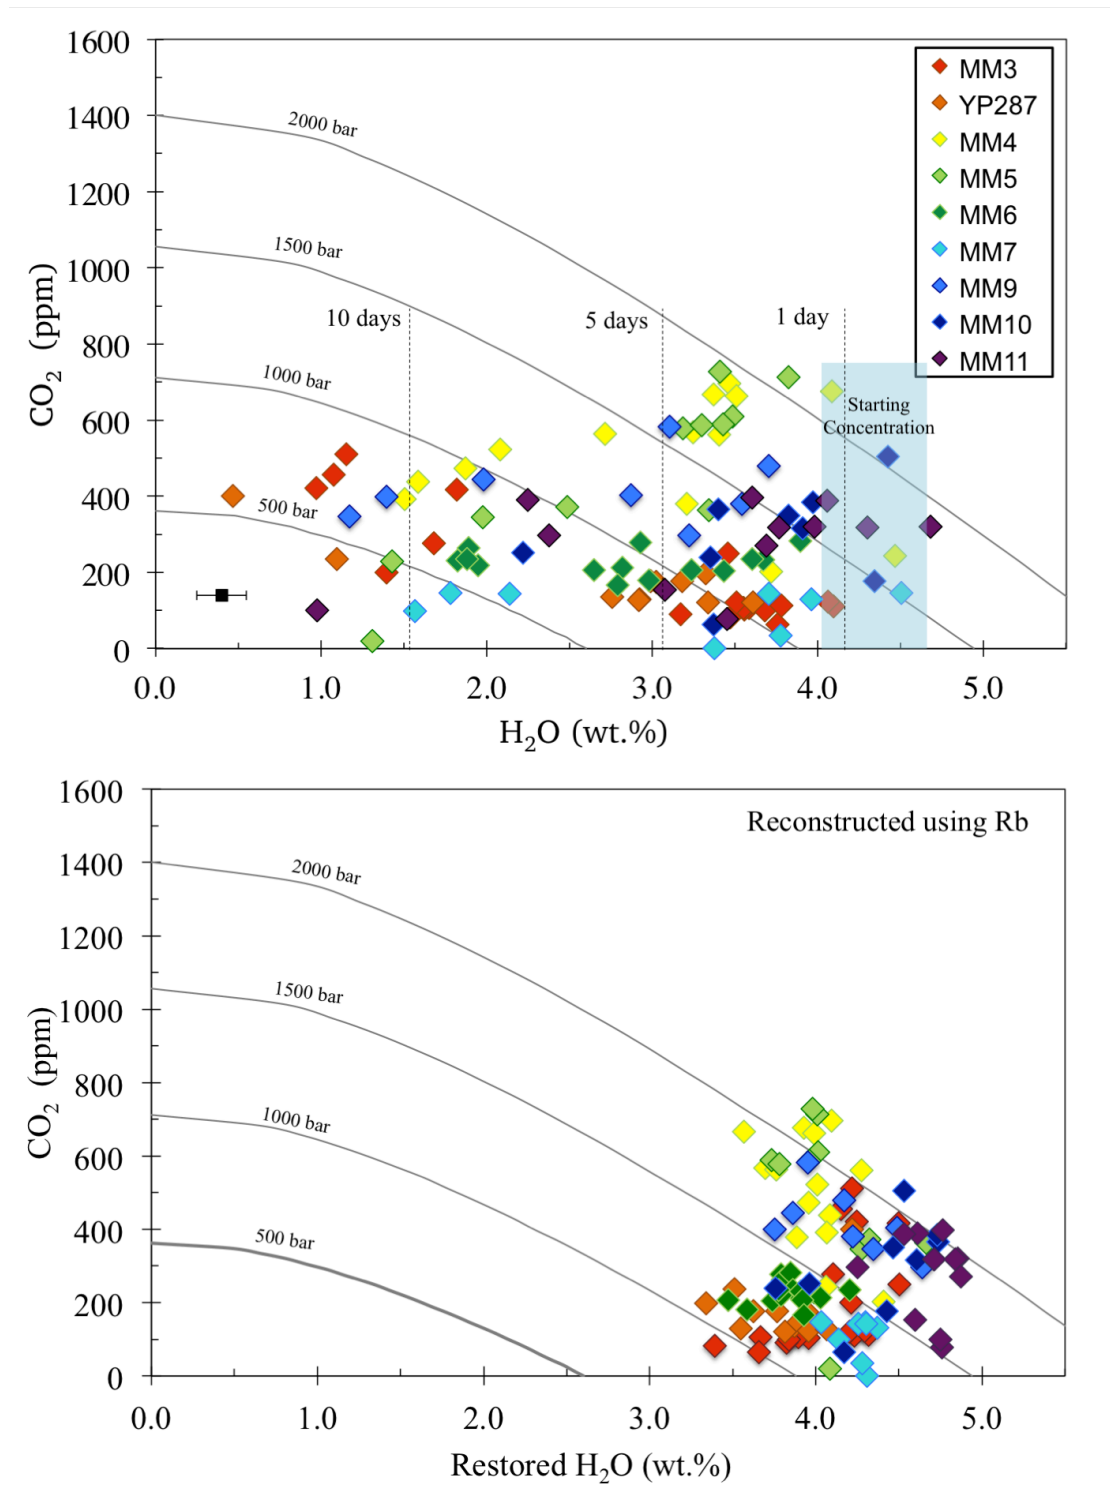 1600
1400
1200
1000
800
600
400
200
0
CO2 (ppm)
2000 bar
1500 bar
1000 bar
500 bar
10 days
5 days
1 day
Starting
Concentration
MM3
YP287
MM4
MM5
MM6
MM7
MM9
MM10
MM11
0.0 1.0 2.0 3.0 4.0 5.0
H2O (wt.%)
1600
1400
1200
1000
800
600
400
200
0
CO2 (ppm)
Reconstructed using Rb
2000 bar
1500 bar
1000 bar
500 bar
0.0 1.0 2.0 3.0 4.0 5.0
Restored H2O (wt.%)